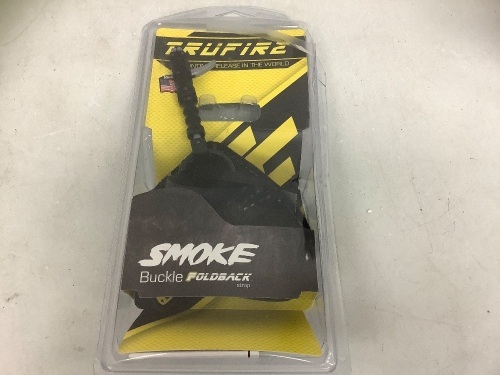 TRUFIRE
RELEASE IN THE WORLD
SMOKE
Buckle FOLDBACK
strap